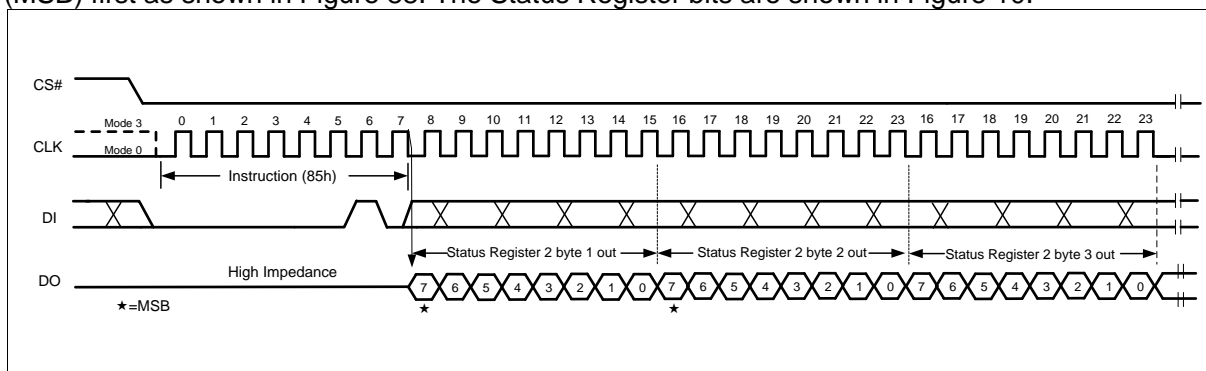 (MSB) first as shown in Figure The Status Register bits are shown in Figure
CS#
Mode 3 0 1 2 3 4 5 6 7 8 9 10 11 12 13 14 15 16 17 18 19 20 21 22 23 16 17 18 19 20 21 22 23
CLK
Mode 0
Instruction (85h)
DI
Status Register 2 byte 1 out Status Register 2 byte 2 out Status Register 2 byte 3 out
High Impedance
DO 7 6 5 4 3 2 1 0 7 6 5 4 3 2 1 0 7 6 5 4 3 2 1 0
★=MSB ★ ★